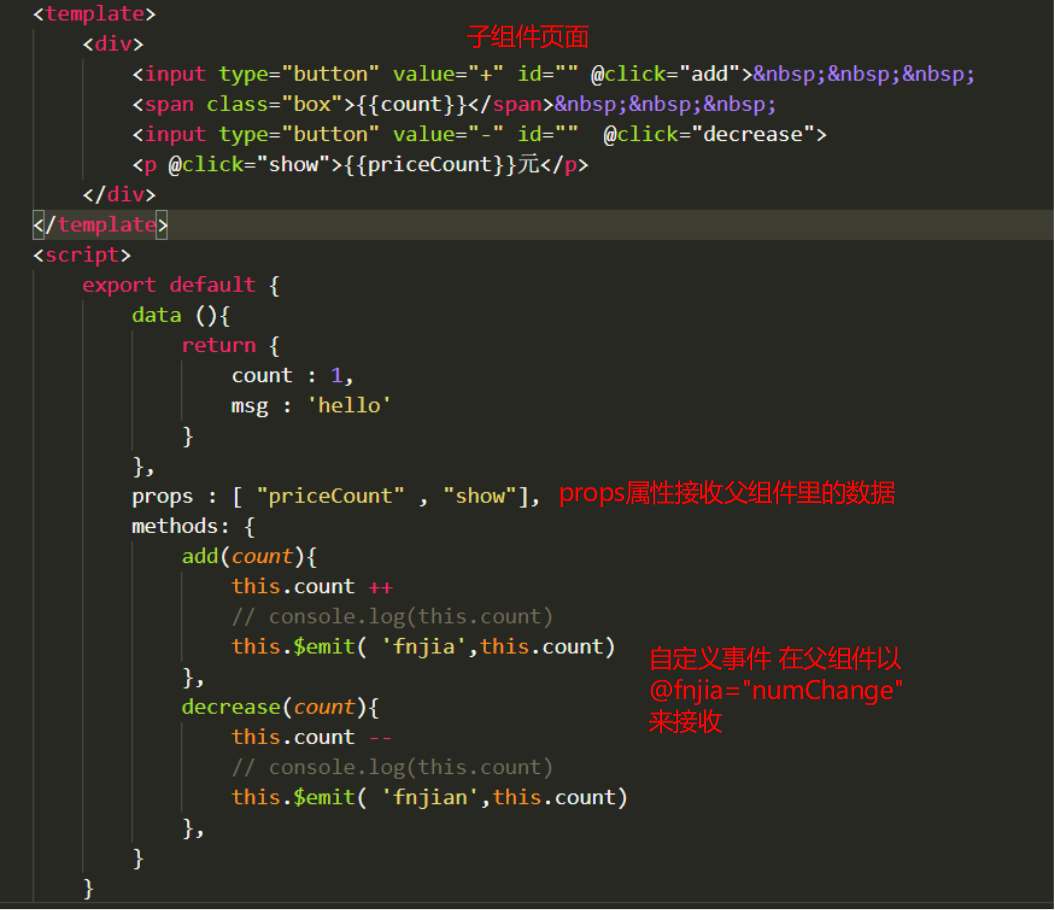 <template>
子组件页面
<div>
<input type="button" value="+" id="" @click="add">&nbsp;&nbsp;&nbsp;
<span class="box">{{count}}</span>&nbsp;&nbsp;&nbsp;
<input type="button" value="-" id=""  @click="decrease">
<p @click="show">{{priceCount}}元</p>
</div>
</template>
<script>
export default {
data (){
return {
count : 1,
msg : 'hello'
}
},
props : [ "priceCount" , "show"],
props属性接收父组件里的数据
methods: {
add(count){
this.count ++
// console.log(this.count)
this.$emit( 'fnjia',this.count)
},
自定义事件 在父组件以
@fnjia="numChange"
来接收
decrease(count){
this.count --
// console.log(this.count)
this.$emit( 'fnjian',this.count)
},
}
}